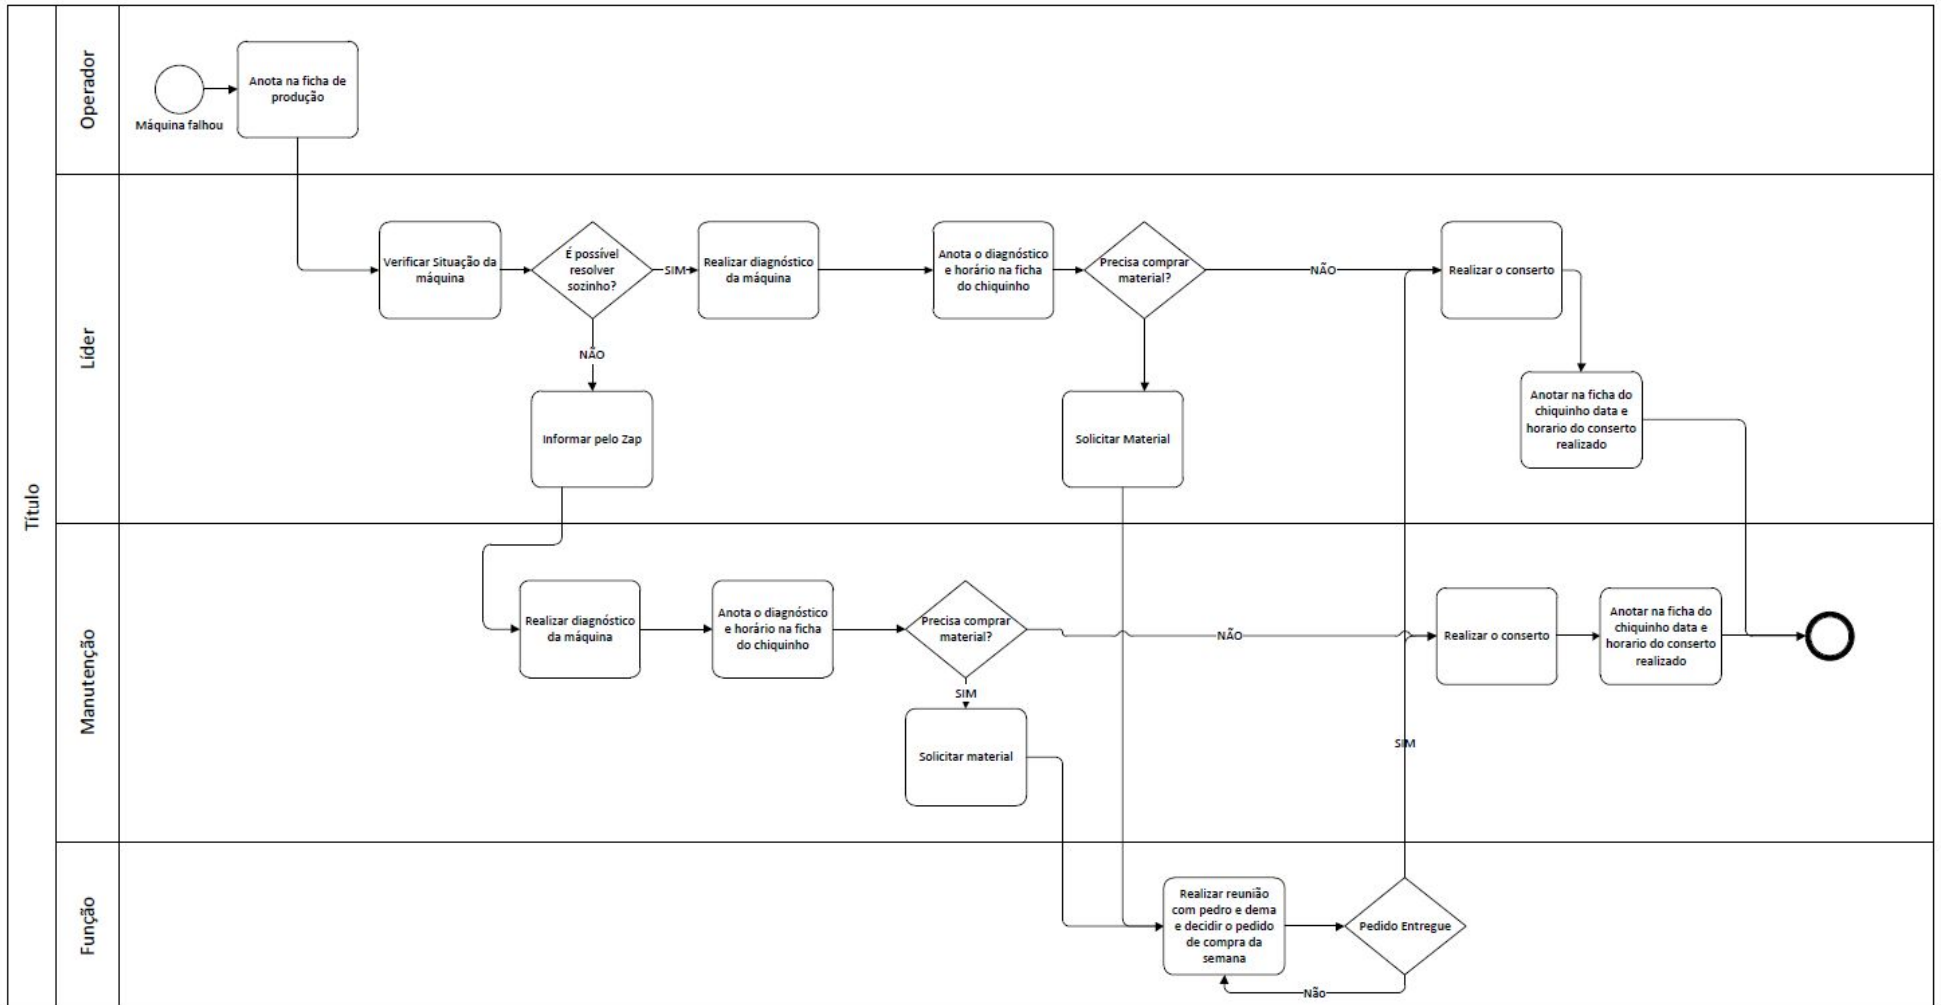 Título
Operador
Máquina falhou
Anota na ficha de
produção
Líder
Verificar Situação da
máquina
É possível
resolver
sozinho?
SIM
Realizar diagnóstico
da máquina
Anota o diagnóstico
e horário na ficha
do chiquinho
Precisa comprar
material?
NÃO
Realizar o conserto
NÃO
Informar pelo Zap
Solicitar Material
Anotar na ficha do
chiquinho data e
horario do conserto
realizado
Manutenção
Realizar diagnóstico
da máquina
Anota o diagnóstico
e horário na ficha
do chiquinho
Precisa comprar
material?
NÃO
Realizar o conserto
Anotar na ficha do
chiquinho data e
horario do conserto
realizado
SIM
Solicitar material
SIM
Função
Realizar reunião
com pedro e dema
e decidir o pedido
de compra da
semana
Pedido Entregue
Não